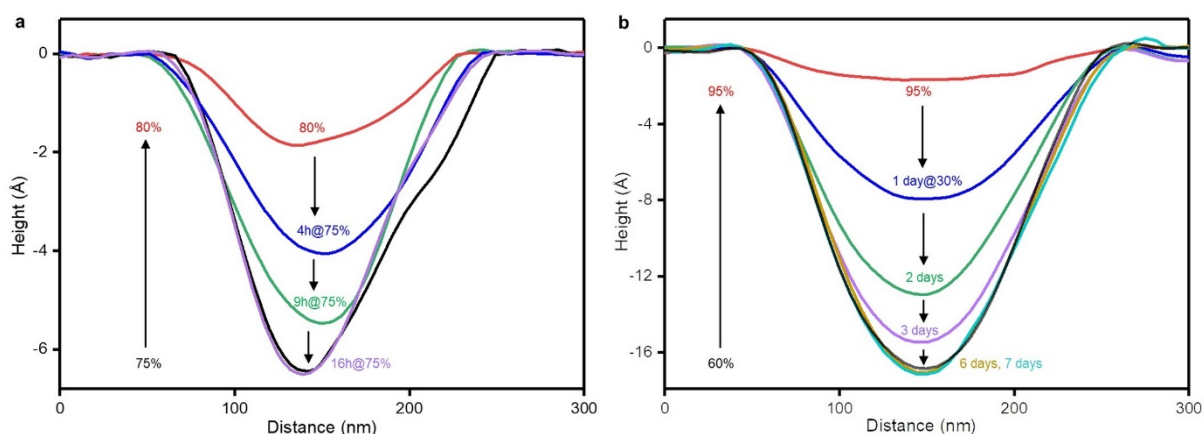 a
Height (Å)
0
-2
-4
-6
80%
75%
80%
4h@75%
9h@75%
16h@75%
0
100
200
300
Distance (nm)
b
Height (Å)
0
-4
-8
-12
-16
95%
60%
95%
1 day@30%
2 days
3 days
6 days, 7 days
0
100
200
300
Distance (nm)